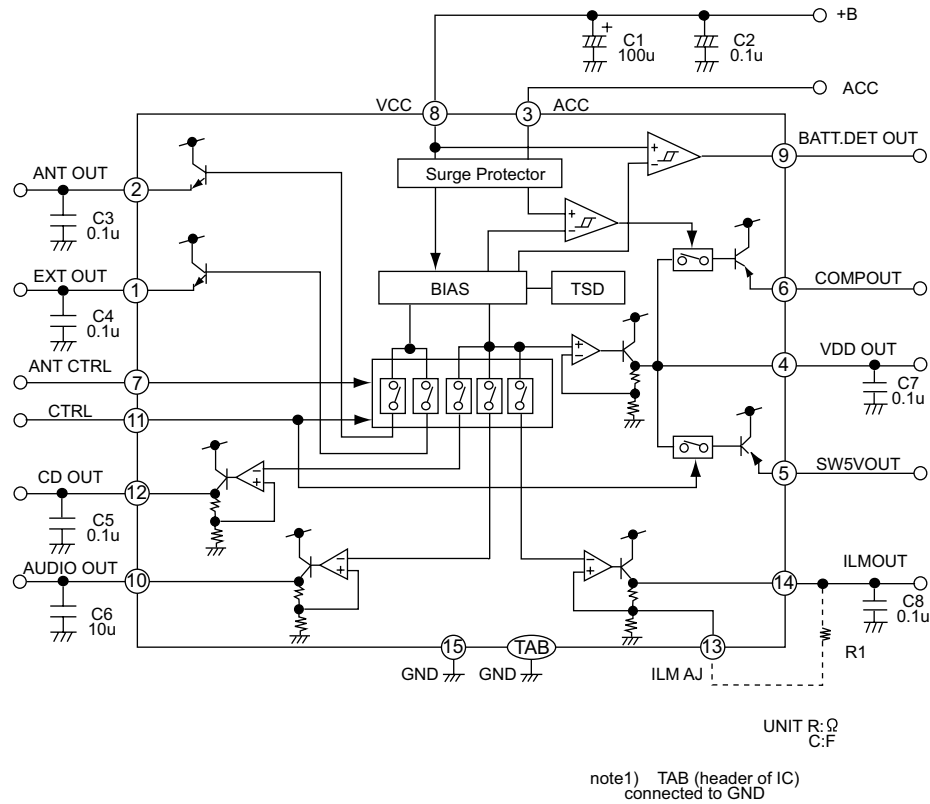 +B
+
C1
100u
C2
0.1u
ACC
VCC
8
3
ACC
BATT.DET OUT
9
+
−
Surge Protector
ANT OUT
2
C3
0.1u
+
−
EXT OUT
1
C4
0.1u
BIAS
TSD
6
COMPOUT
ANT CTRL
7
+
−
4
VDD OUT
C7
0.1u
CTRL
11
CD OUT
12
−
+
C5
0.1u
5
SW5VOUT
AUDIO OUT
10
−
+
C6
10u
−
+
14
ILMOUT
C8
0.1u
R1
15
TAB
13
GND
GND
ILM AJ
UNIT R:Ω
C:F
note1) TAB (header of IC)
connected to GND